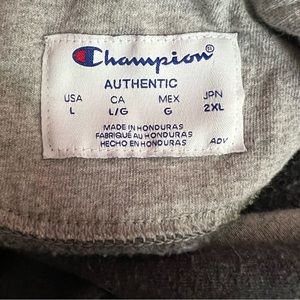 Champion®
AUTHENTIC
USA CA MEX JPN
L L/G G 2XL
MADE IN HONDURAS
FABRIQUÉ AU HONDURAS
HECHO EN HONDURAS
ADV